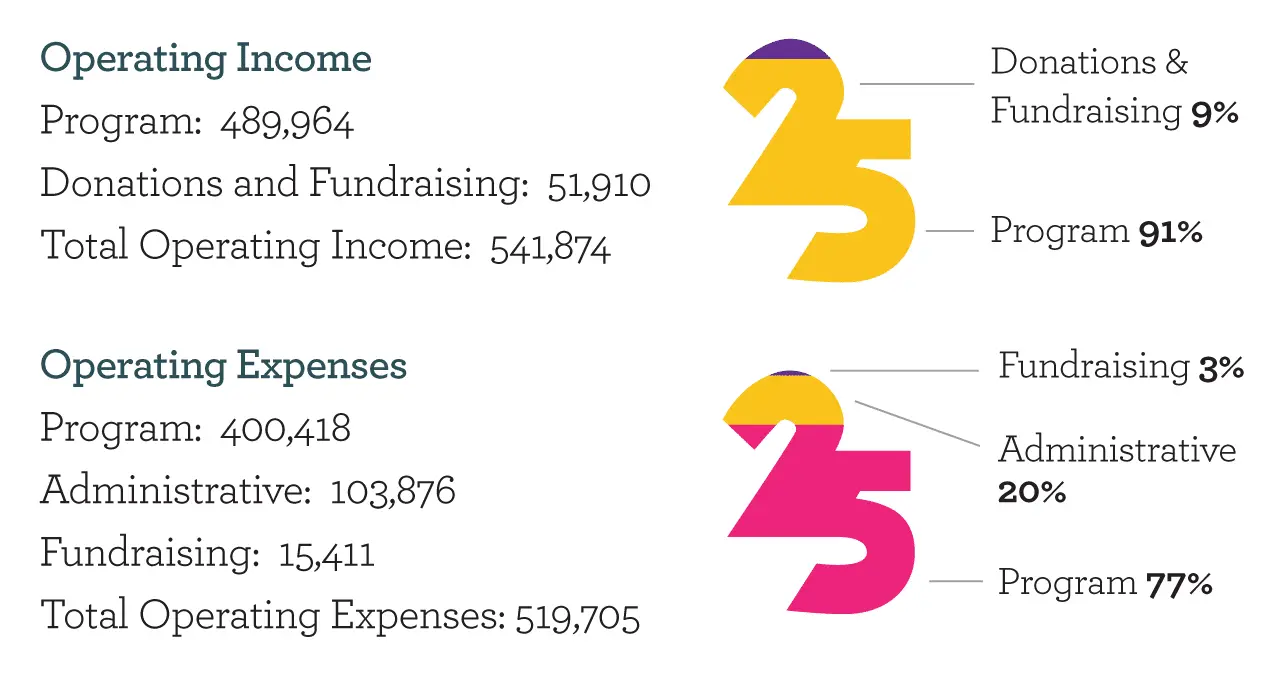 Operating Income
Program: 489,964
Donations and Fundraising: 51,910
Total Operating Income: 541,874
25
Donations &
Fundraising 9%
Program 91%
Operating Expenses
Program: 400,418
Administrative: 103,876
Fundraising: 15,411
Total Operating Expenses: 519,705
25
Fundraising 3%
Administrative
20%
Program 77%